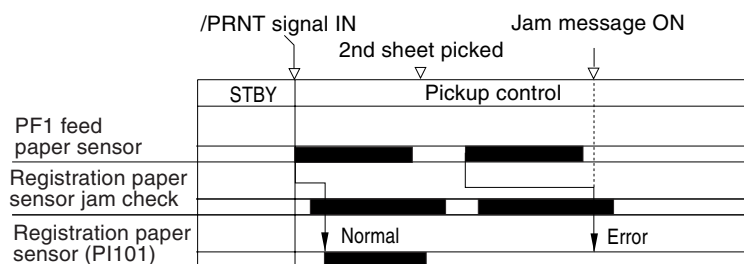 /PRNT signal IN
Jam message ON
2nd sheet picked
STBY
Pickup control
PF1 feed
paper sensor
Registration paper
sensor jam check
Registration paper
sensor (PI101)
Normal
Error